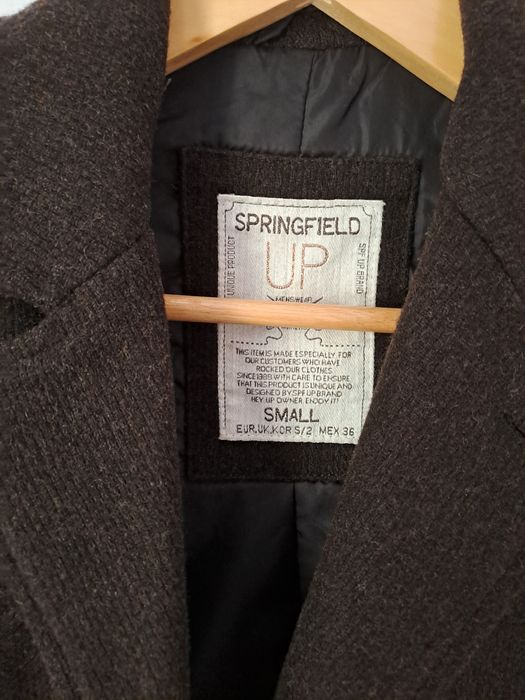 SPRINGFIELD
UP
UNIQUE PRODUCT
SPF UP BRAND
MENSWEAR
THIS ITEM IS MADE ESPECIALLY FOR
OUR CUSTOMERS WHO HAVE
ROCKED OUR CLOTHES
SINCE 1988 WITH CARE TO ENSURE
THAT THIS PRODUCT IS UNIQUE AND
DESIGNED BY SPF UP BRAND
HEY UP OWNER ENJOY IT!
SMALL
EUR,UK,KOR S/2 MEX 36